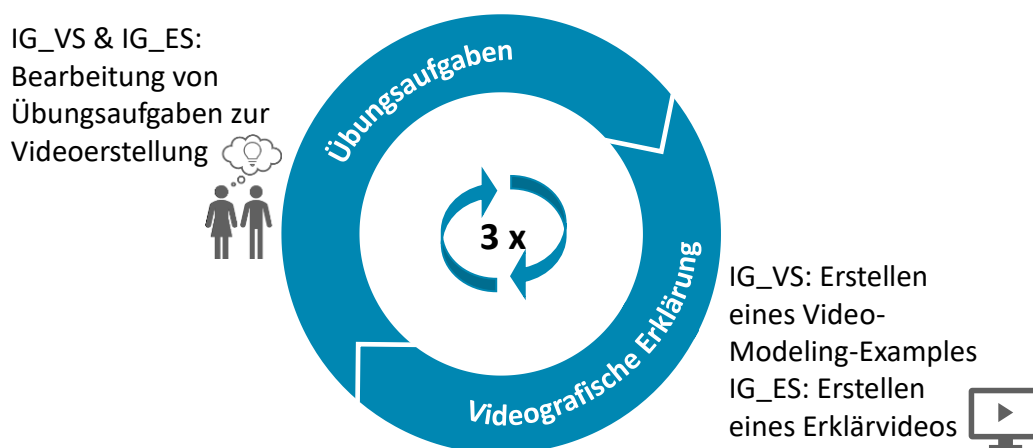 IG_VS & IG_ES:
Bearbeitung von
Übungsaufgaben zur
Videoerstellung
Übungsaufgaben
3 x
Videografische Erklärung
IG_VS: Erstellen
eines Video-
Modeling-Examples
IG_ES: Erstellen
eines Erklärvideos